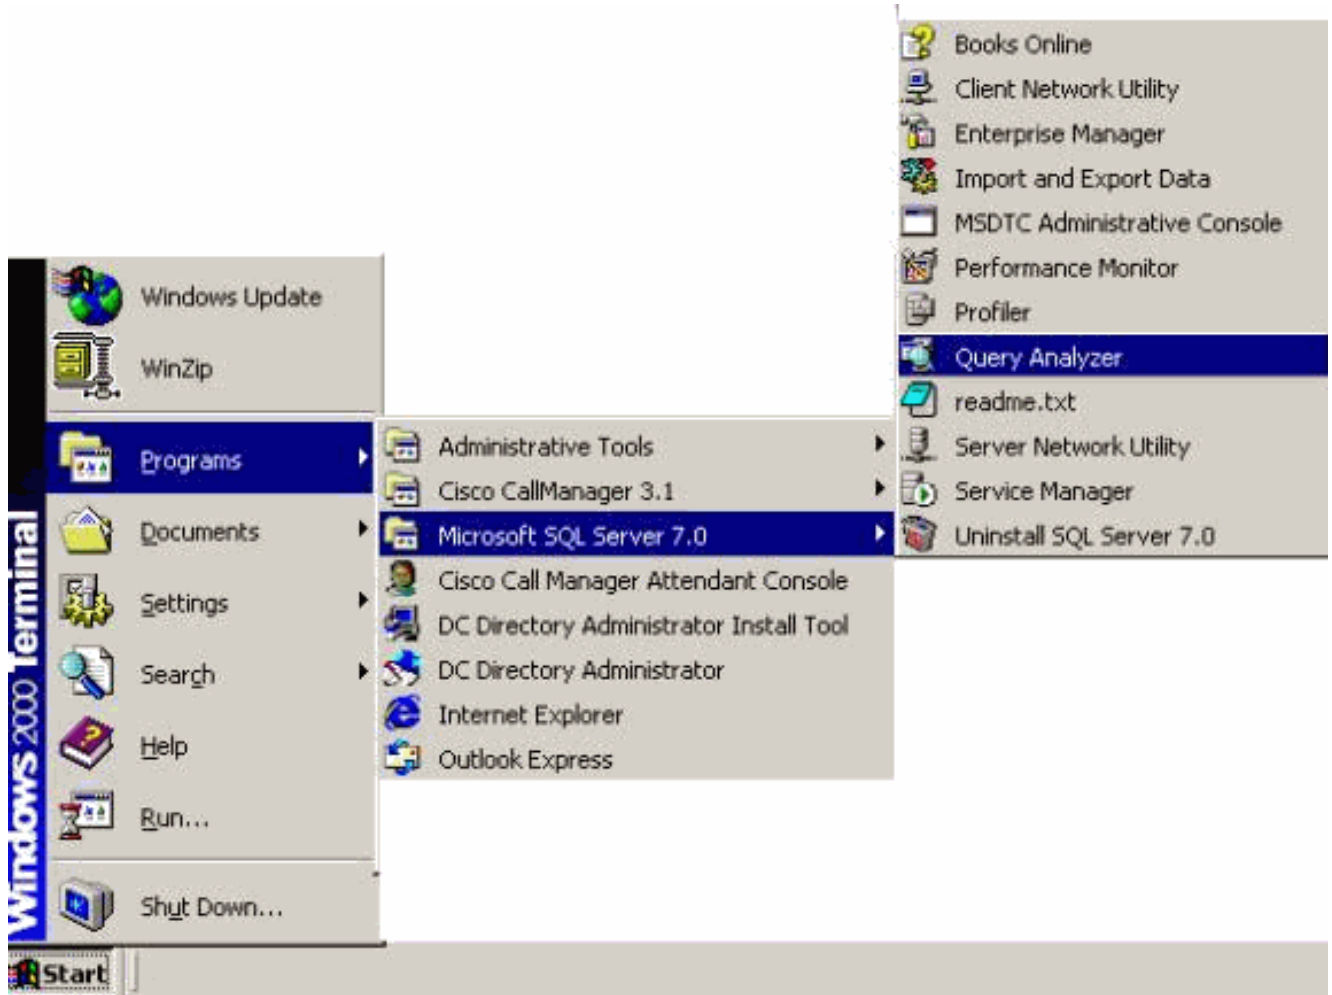 Books Online
Client Network Utility
Enterprise Manager
Import and Export Data
MSDTC Administrative Console
Performance Monitor
Profiler
Query Analyzer
readme.txt
Server Network Utility
Service Manager
Uninstall SQL Server 7.0
Administrative Tools
Cisco CallManager 3.1
Microsoft SQL Server 7.0
Cisco Call Manager Attendant Console
DC Directory Administrator Install Tool
DC Directory Administrator
Internet Explorer
Outlook Express
Windows Update
WinZip
Programs
Documents
Settings
Search
Help
Run...
Shut Down...
Windows 2000 Terminal
Start